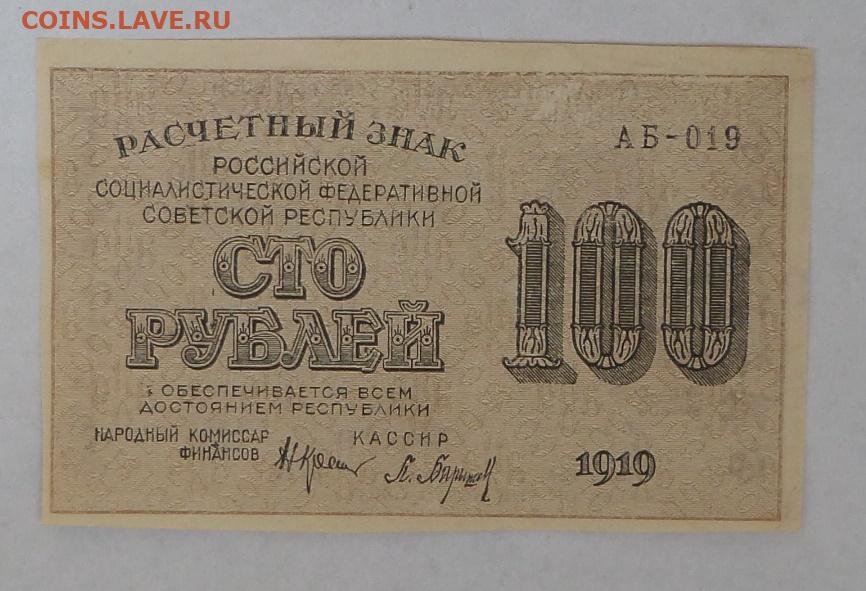 COINS.LAVE.RU
РАСЧЕТНЫЙ ЗНАК
РОССИЙСКОЙ
СОЦИАЛИСТИЧЕСКОЙ ФЕДЕРАТИВНОЙ
СОВЕТСКОЙ РЕСПУБЛИКИ
СТО
РУБЛЕЙ
ОБЕСПЕЧИВАЕТСЯ ВСЕМ
ДОСТОЯНИЕМ РЕСПУБЛИКИ
НАРОДНЫЙ КОМИССАР
ФИНАНСОВ
КАССИР
АБ-019
100
1919